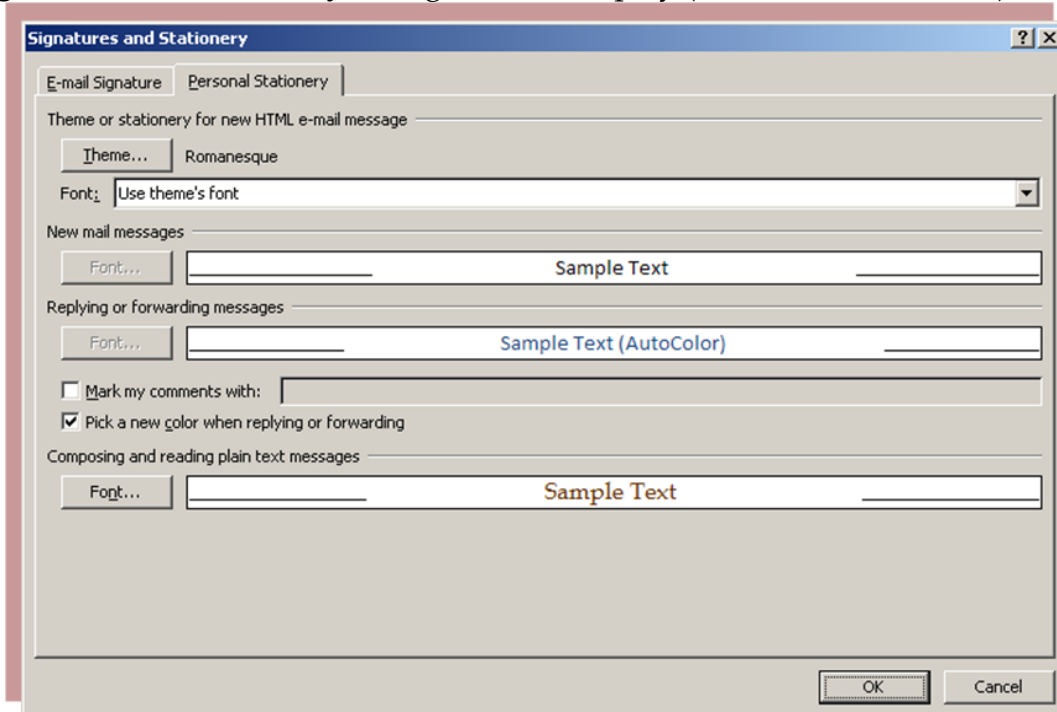 Signatures and Stationery
E-mail Signature Personal Stationery
Theme or stationery for new HTML e-mail message
Theme... Romanesque
Font: Use theme's font
New mail messages
Font... Sample Text
Replying or forwarding messages
Font... Sample Text (AutoColor)
Mark my comments with:
Pick a new color when replying or forwarding
Composing and reading plain text messages
Font... Sample Text
OK Cancel